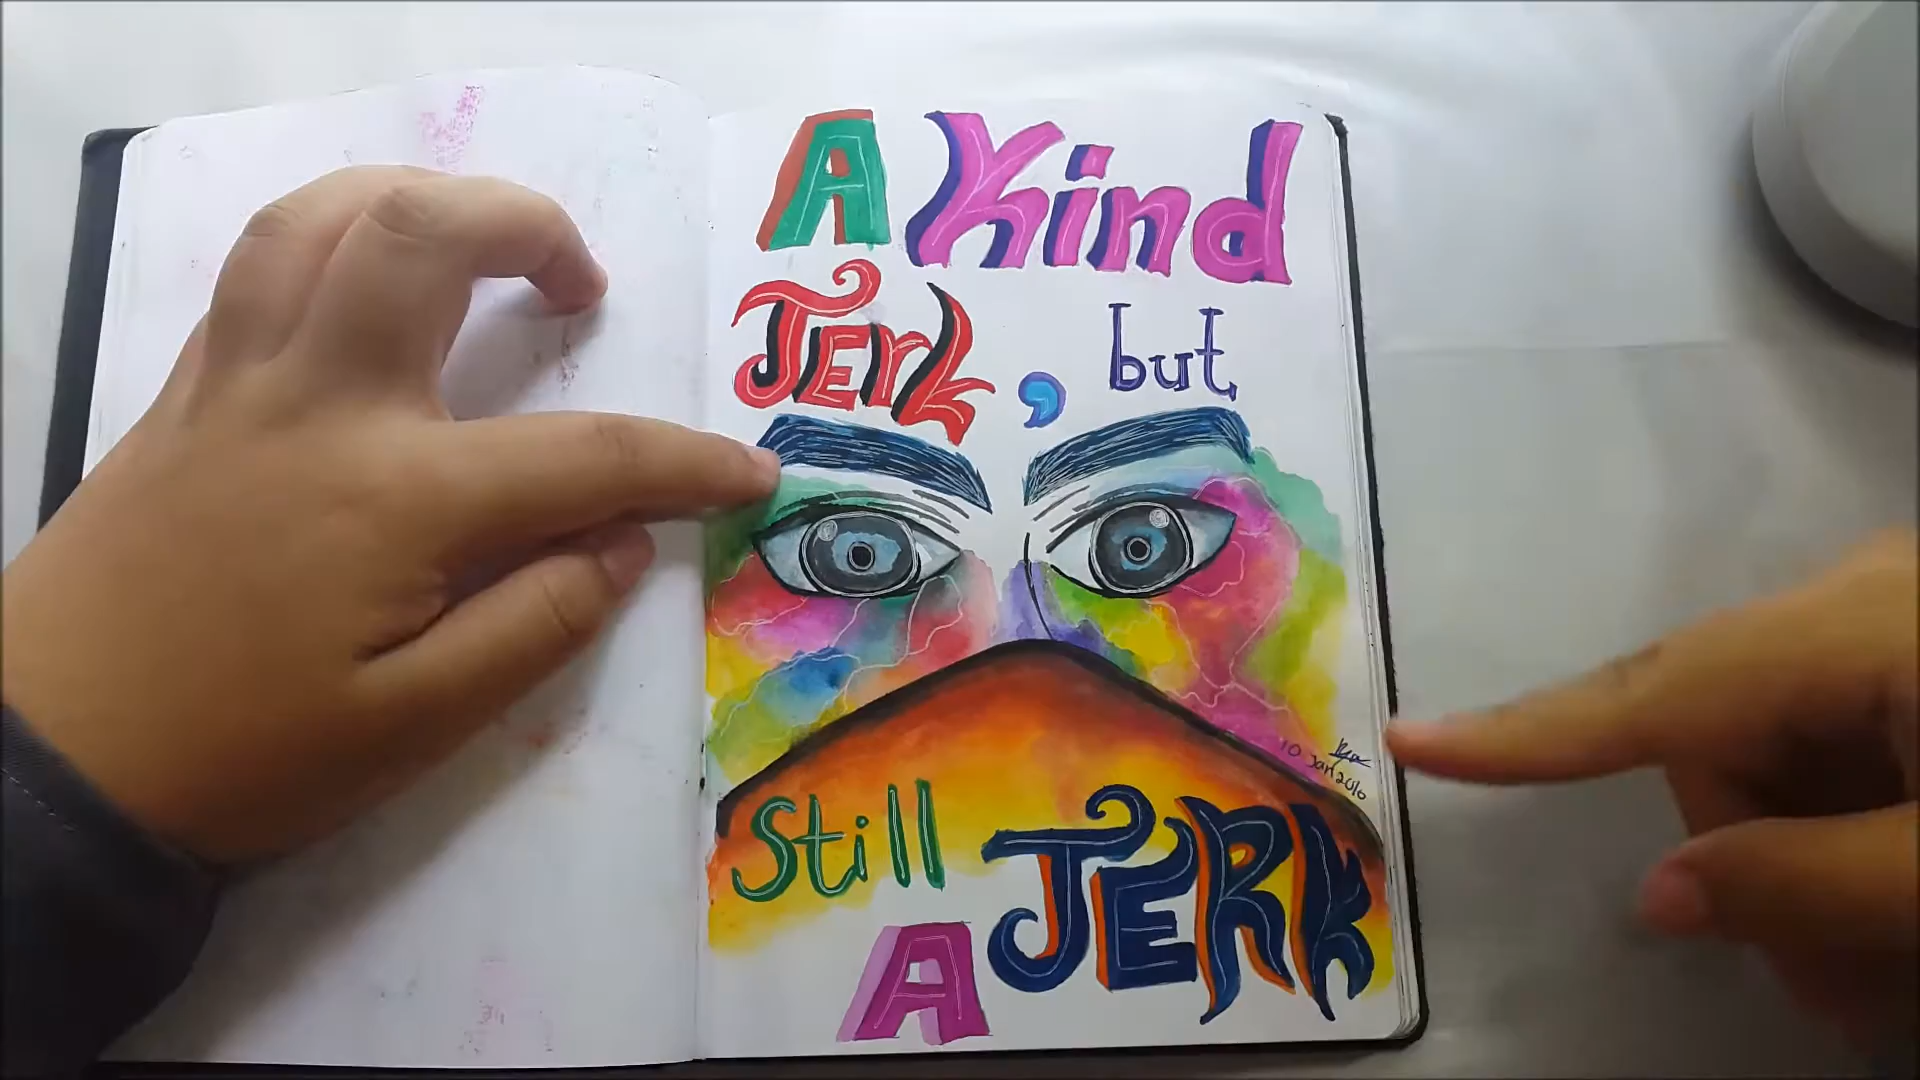 A Kind
Jerk, but
10 Jan 2016
Still JERK
A